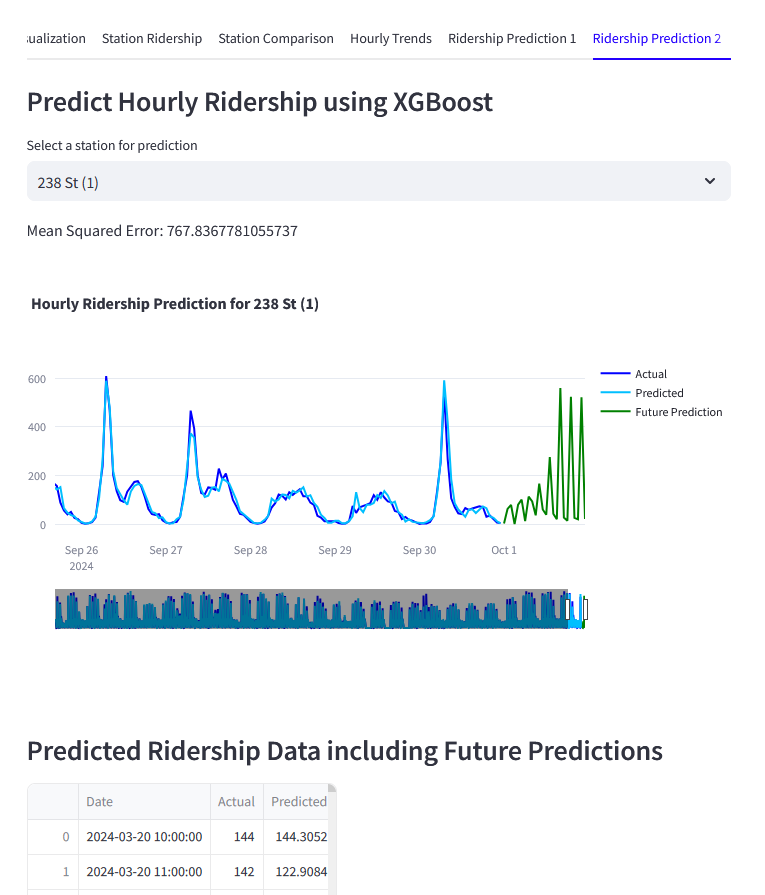 Station Ridership Station Comparison Hourly Trends Ridership Prediction 1 Ridership Prediction 2
Predict Hourly Ridership using XGBoost
Select a station for prediction
238 St (1)
Mean Squared Error: 767.8367781055737
Hourly Ridership Prediction for 238 St (1)
600
400
200
0
Actual
Predicted
Future Prediction
Sep 26 Sep 27 Sep 28 Sep 29 Sep 30 Oct 1
2024
Predicted Ridership Data including Future Predictions
Date Actual Predicted
0 2024-03-20 10:00:00 144 144.3052
1 2024-03-20 11:00:00 142 122.9084